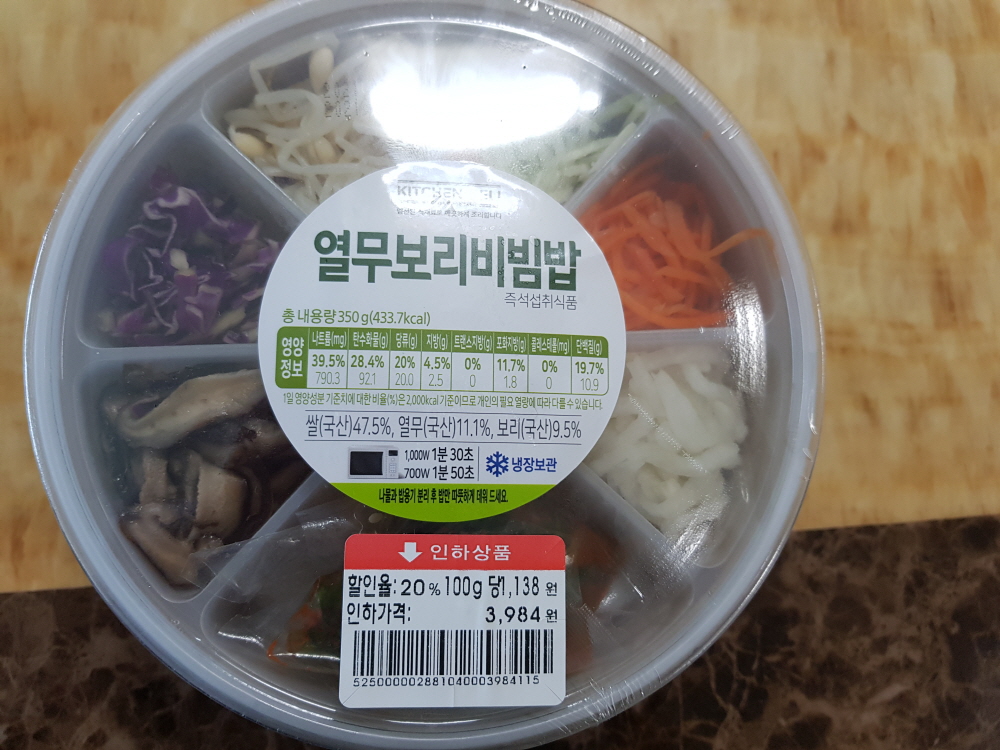 KITCHEN DELI
열무보리비빔밥
즉석섭취식품
총 내용량 350 g(433.7kcal)
영양정보
나트륨(mg) 탄수화물(g) 당류(g) 지방(g) 트랜스지방(g) 포화지방(g) 콜레스테롤(mg) 단백질(g)
39.5% 28.4% 20% 4.5% 0% 11.7% 0% 19.7%
790.3 92.1 20.0 2.5 0 1.8 0 10.9
1일 영양성분 기준치에 대한 비율(%)은 2,000kcal 기준이므로 개인의 필요 열량에 따라 다를 수 있습니다.
쌀(국산)47.5%, 열무(국산)11.1%, 보리(국산)9.5%
1,000W 1분 30초
700W 1분 50초
냉장보관
나물과 밥용기 분리 후 밥만 따뜻하게 데워 드세요.
인하상품
할인율: 20 % 100g 당1,138 원
인하가격: 3,984 원
5250000028810400039841​15